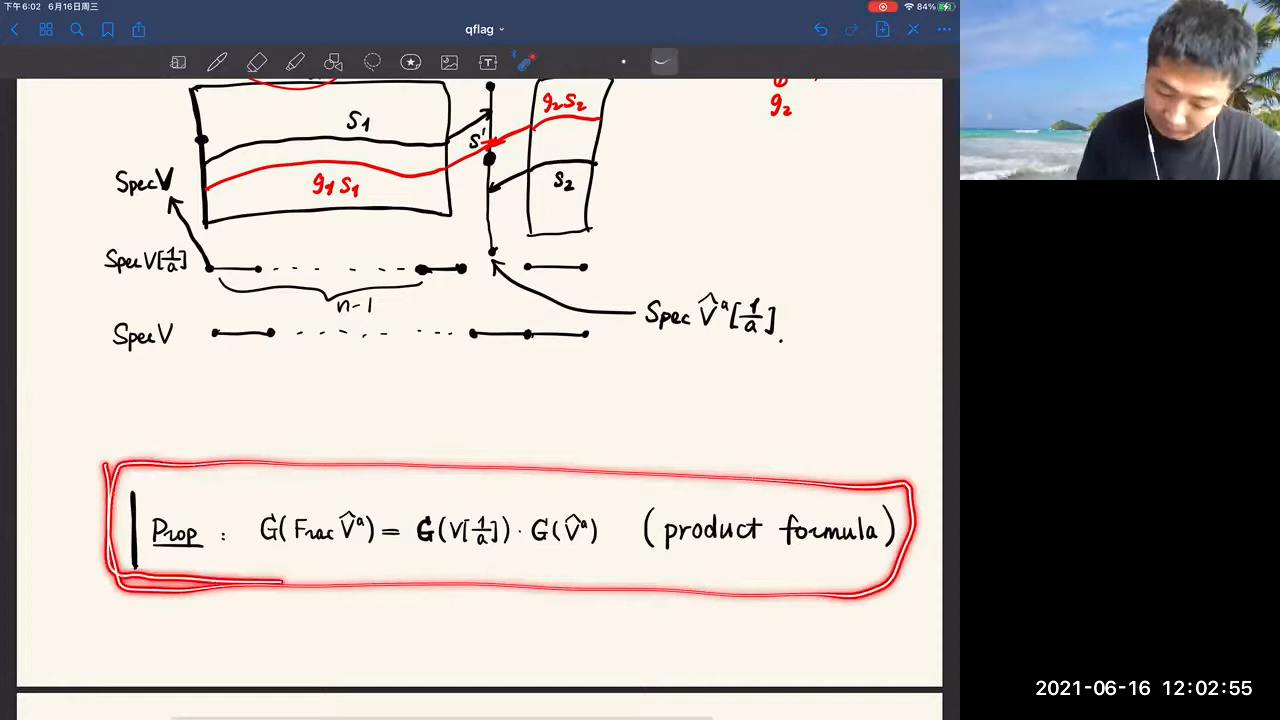 下午6:02 6月16日周三
84%
qflag
S₁
g₂S₂
g₂
S'
SpecV
g₁S₁
S₂
SpecV[1/a]
n-1
Spec V̂ᵃ[1/a].
SpecV
Prop : G(Frac V̂ᵃ) = G(V[1/a]) · G(V̂ᵃ) (product formula)
2021-06-16 12:02:55